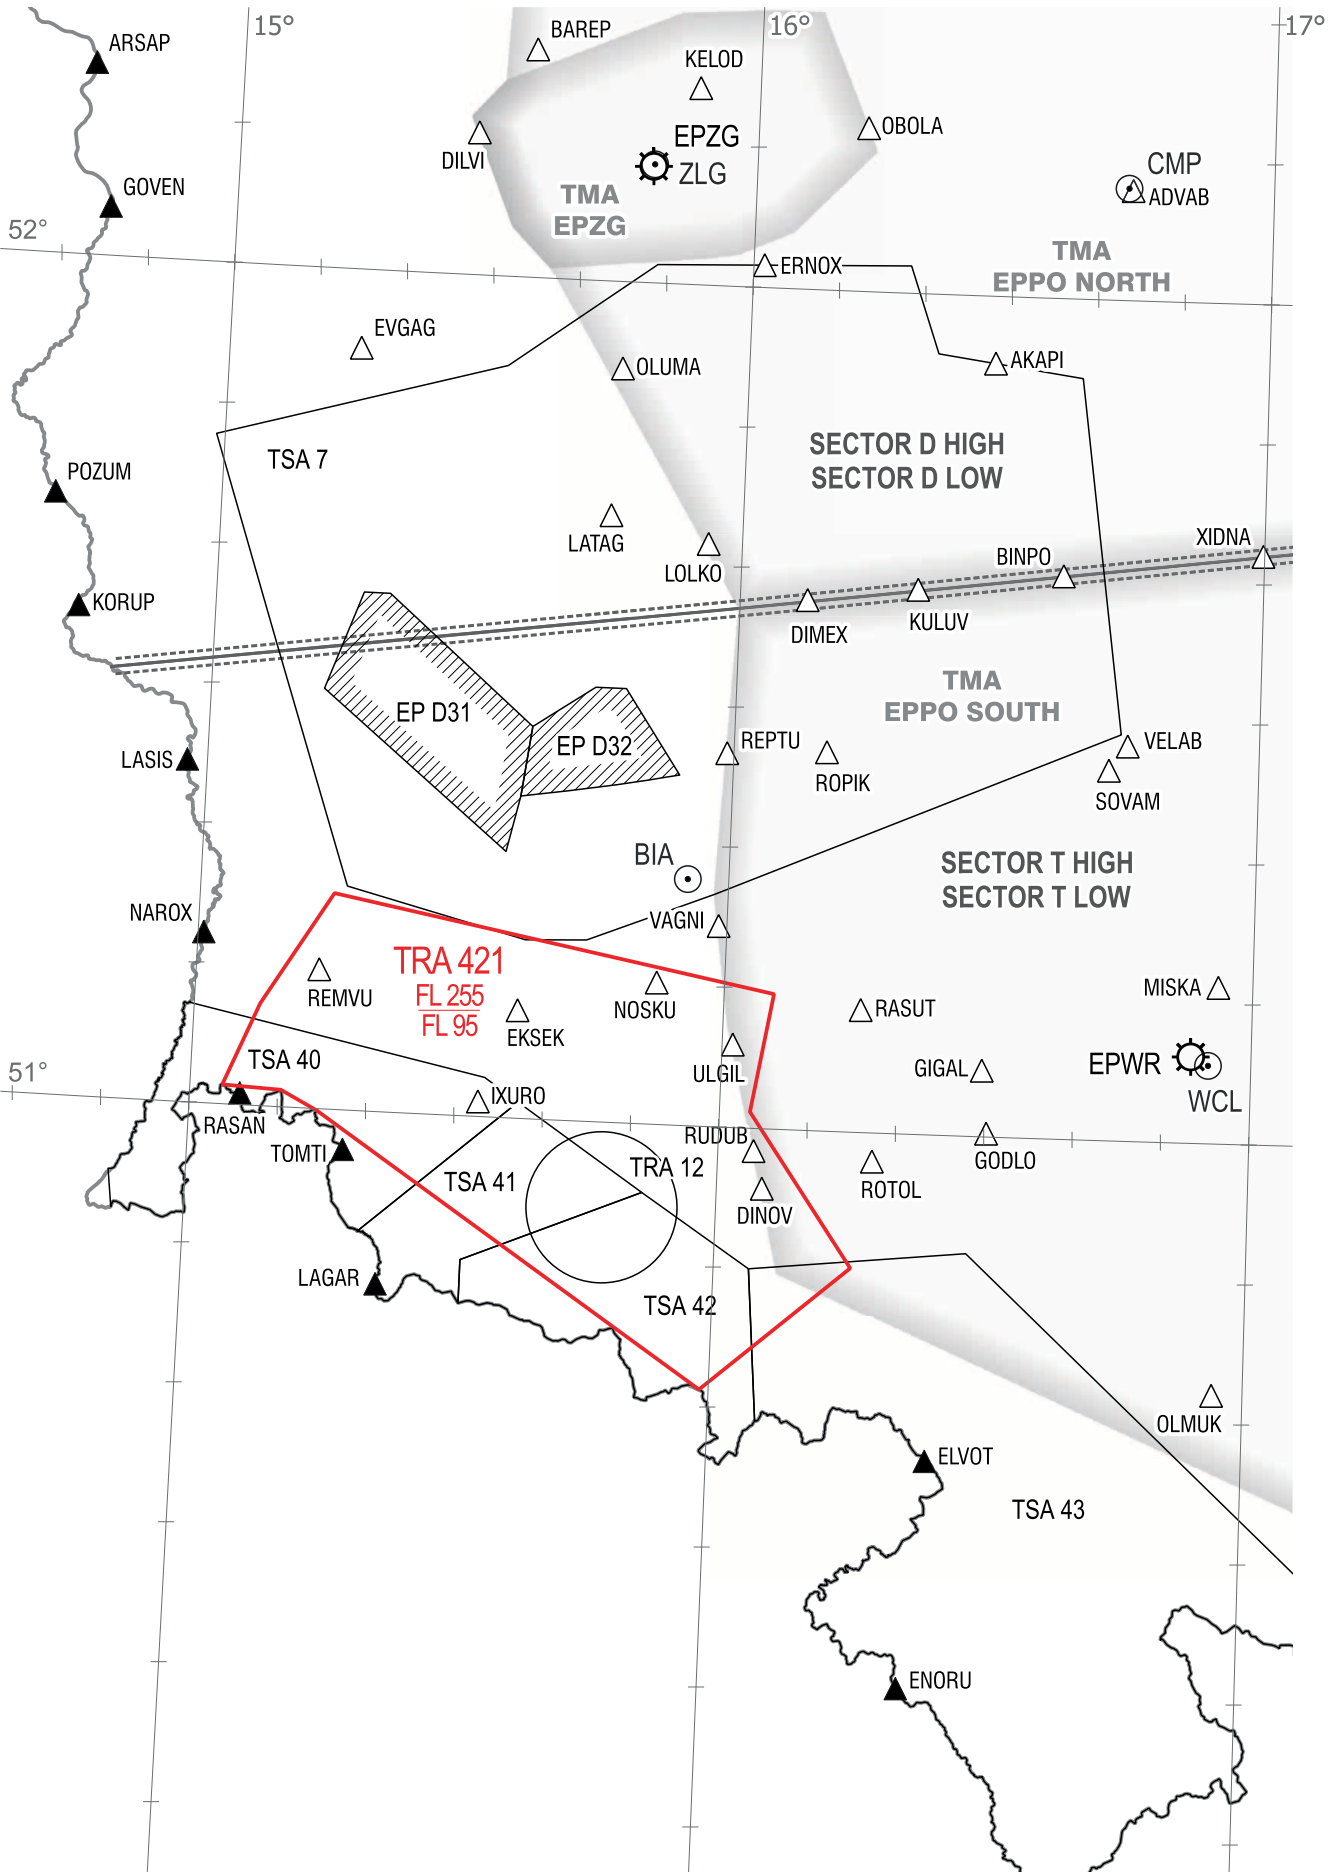 15°
16°
17°
ARSAP
BAREP
KELOD
OBOLA
EPZG
ZLG
DILVI
CMP
ADVAB
GOVEN
TMA
EPZG
52°
TMA
EPPO NORTH
ERNOX
EVGAG
OLUMA
AKAPI
SECTOR D HIGH
SECTOR D LOW
TSA 7
POZUM
LATAG
LOLKO
XIDNA
BINPO
KORUP
DIMEX
KULUV
TMA
EPPO SOUTH
EP D31
EP D32
REPTU
VELAB
LASIS
ROPIK
SOVAM
BIA
SECTOR T HIGH
SECTOR T LOW
NAROX
VAGNI
TRA 421
FL 255
FL 95
REMVU
NOSKU
MISKA
EKSEK
RASUT
TSA 40
ULGIL
GIGAL
EPWR
51°
WCL
IXURO
RASAN
RUDUB
TOMTI
TRA 12
GODLO
TSA 41
ROTOL
DINOV
LAGAR
TSA 42
OLMUK
ELVOT
TSA 43
ENORU